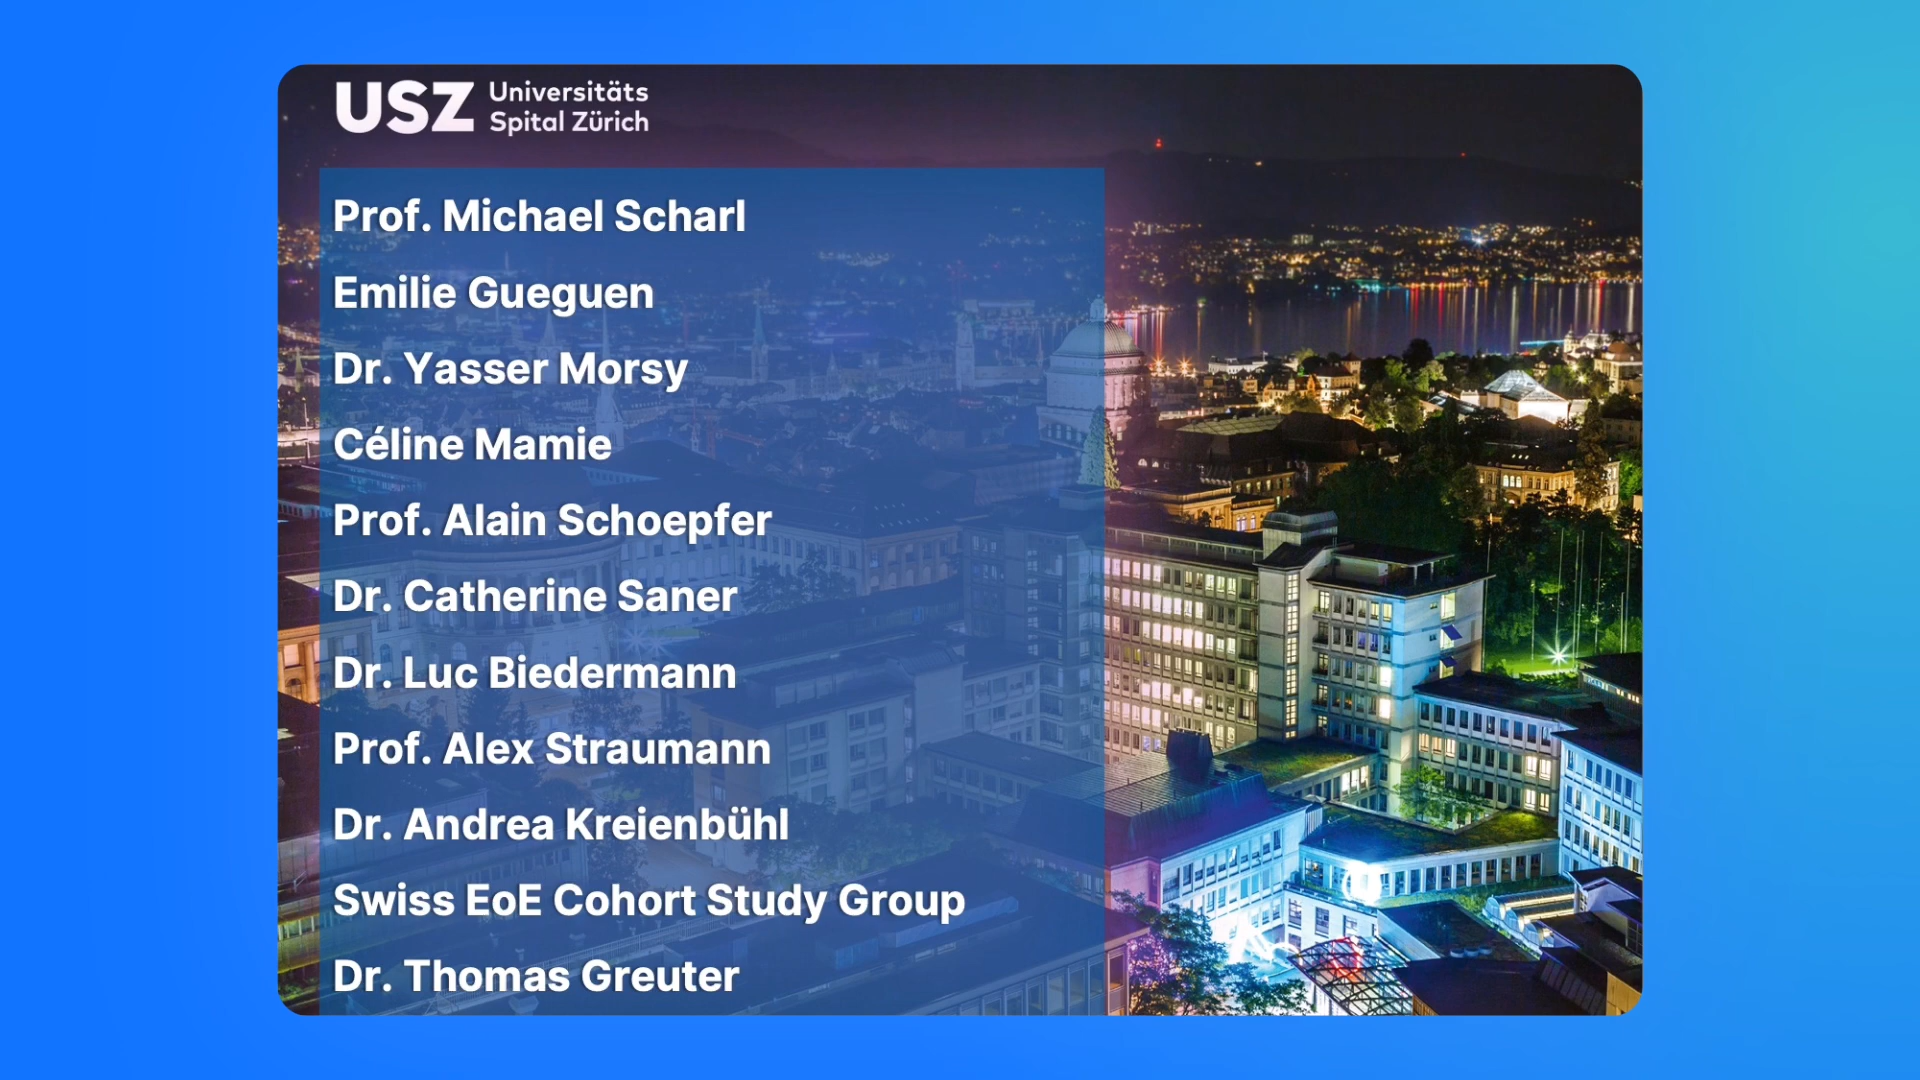 USZ Universitäts
Spital Zürich
Prof. Michael Scharl
Emilie Gueguen
Dr. Yasser Morsy
Céline Mamie
Prof. Alain Schoepfer
Dr. Catherine Saner
Dr. Luc Biedermann
Prof. Alex Straumann
Dr. Andrea Kreienbühl
Swiss EoE Cohort Study Group
Dr. Thomas Greuter